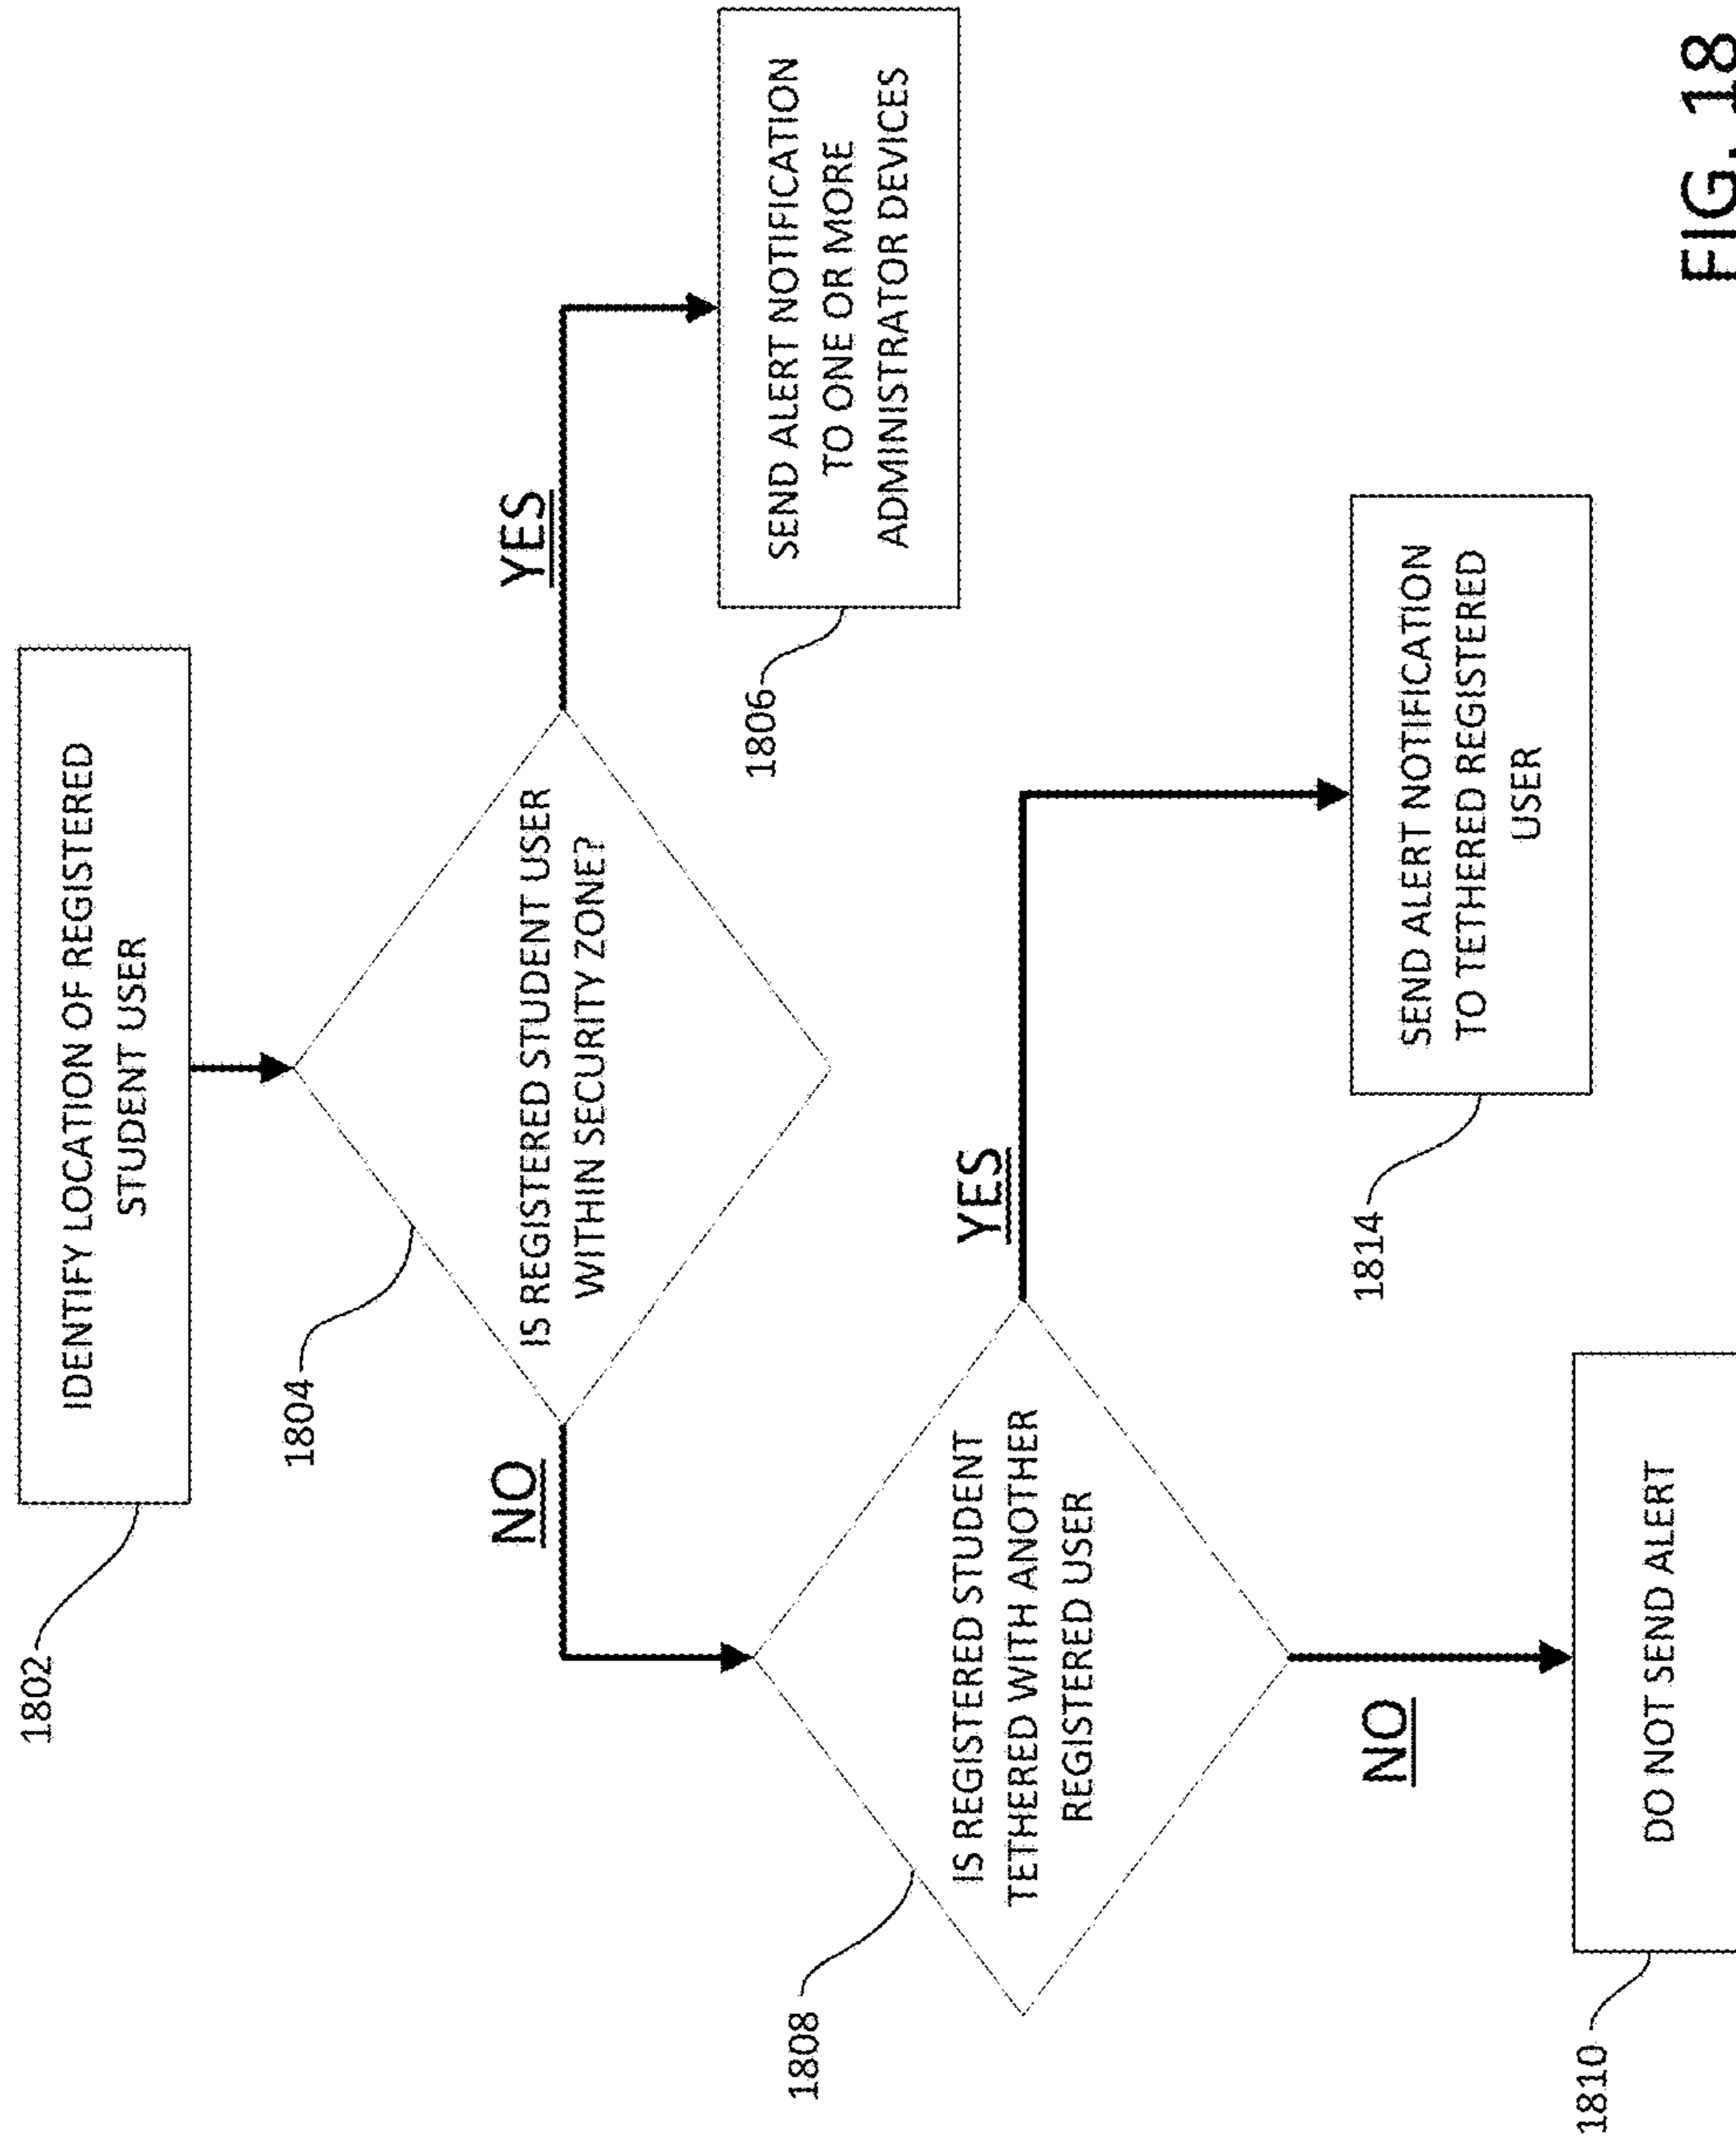 1802
IDENTIFY LOCATION OF REGISTERED
STUDENT USER
1804
IS REGISTERED STUDENT USER
WITHIN SECURITY ZONE?
NO
YES
1806
SEND ALERT NOTIFICATION
TO ONE OR MORE
ADMINISTRATOR DEVICES
1808
IS REGISTERED STUDENT
TETHERED WITH ANOTHER
REGISTERED USER
YES
1814
SEND ALERT NOTIFICATION
TO TETHERED REGISTERED
USER
NO
1810
DO NOT SEND ALERT
FIG. 18